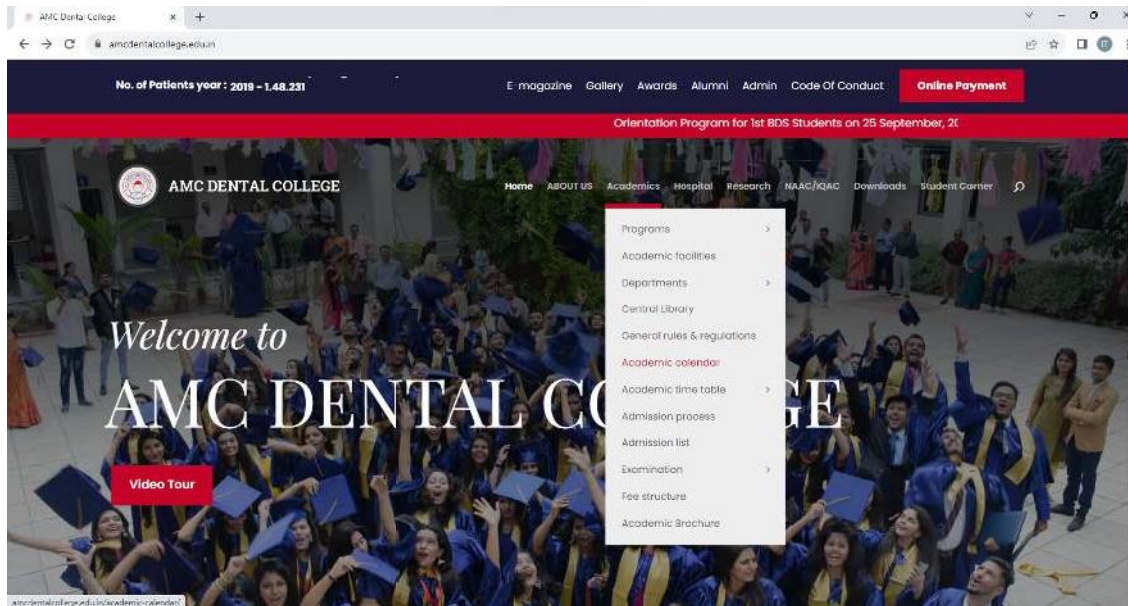 AMC Dental College
amcdentalcollege.edu.in
No. of Patients year : 2019 - 1.48.231
E-magazine Gallery Awards Alumni Admin Code Of Conduct Online Payment
Orientation Program for 1st BDS Students on 25 September, 20
AMC DENTAL COLLEGE
Home ABOUT US Academics Hospital Research NAAC/IQAC Downloads Student Corner
Programs
Academic facilities
Departments
Central Library
General rules & regulations
Academic calendar
Academic time table
Admission process
Admission list
Examination
Fee structure
Academic Brochure
Welcome to
AMC DENTAL CO GE
Video Tour
amcdentalcollege.edu.in/academic-calendar/